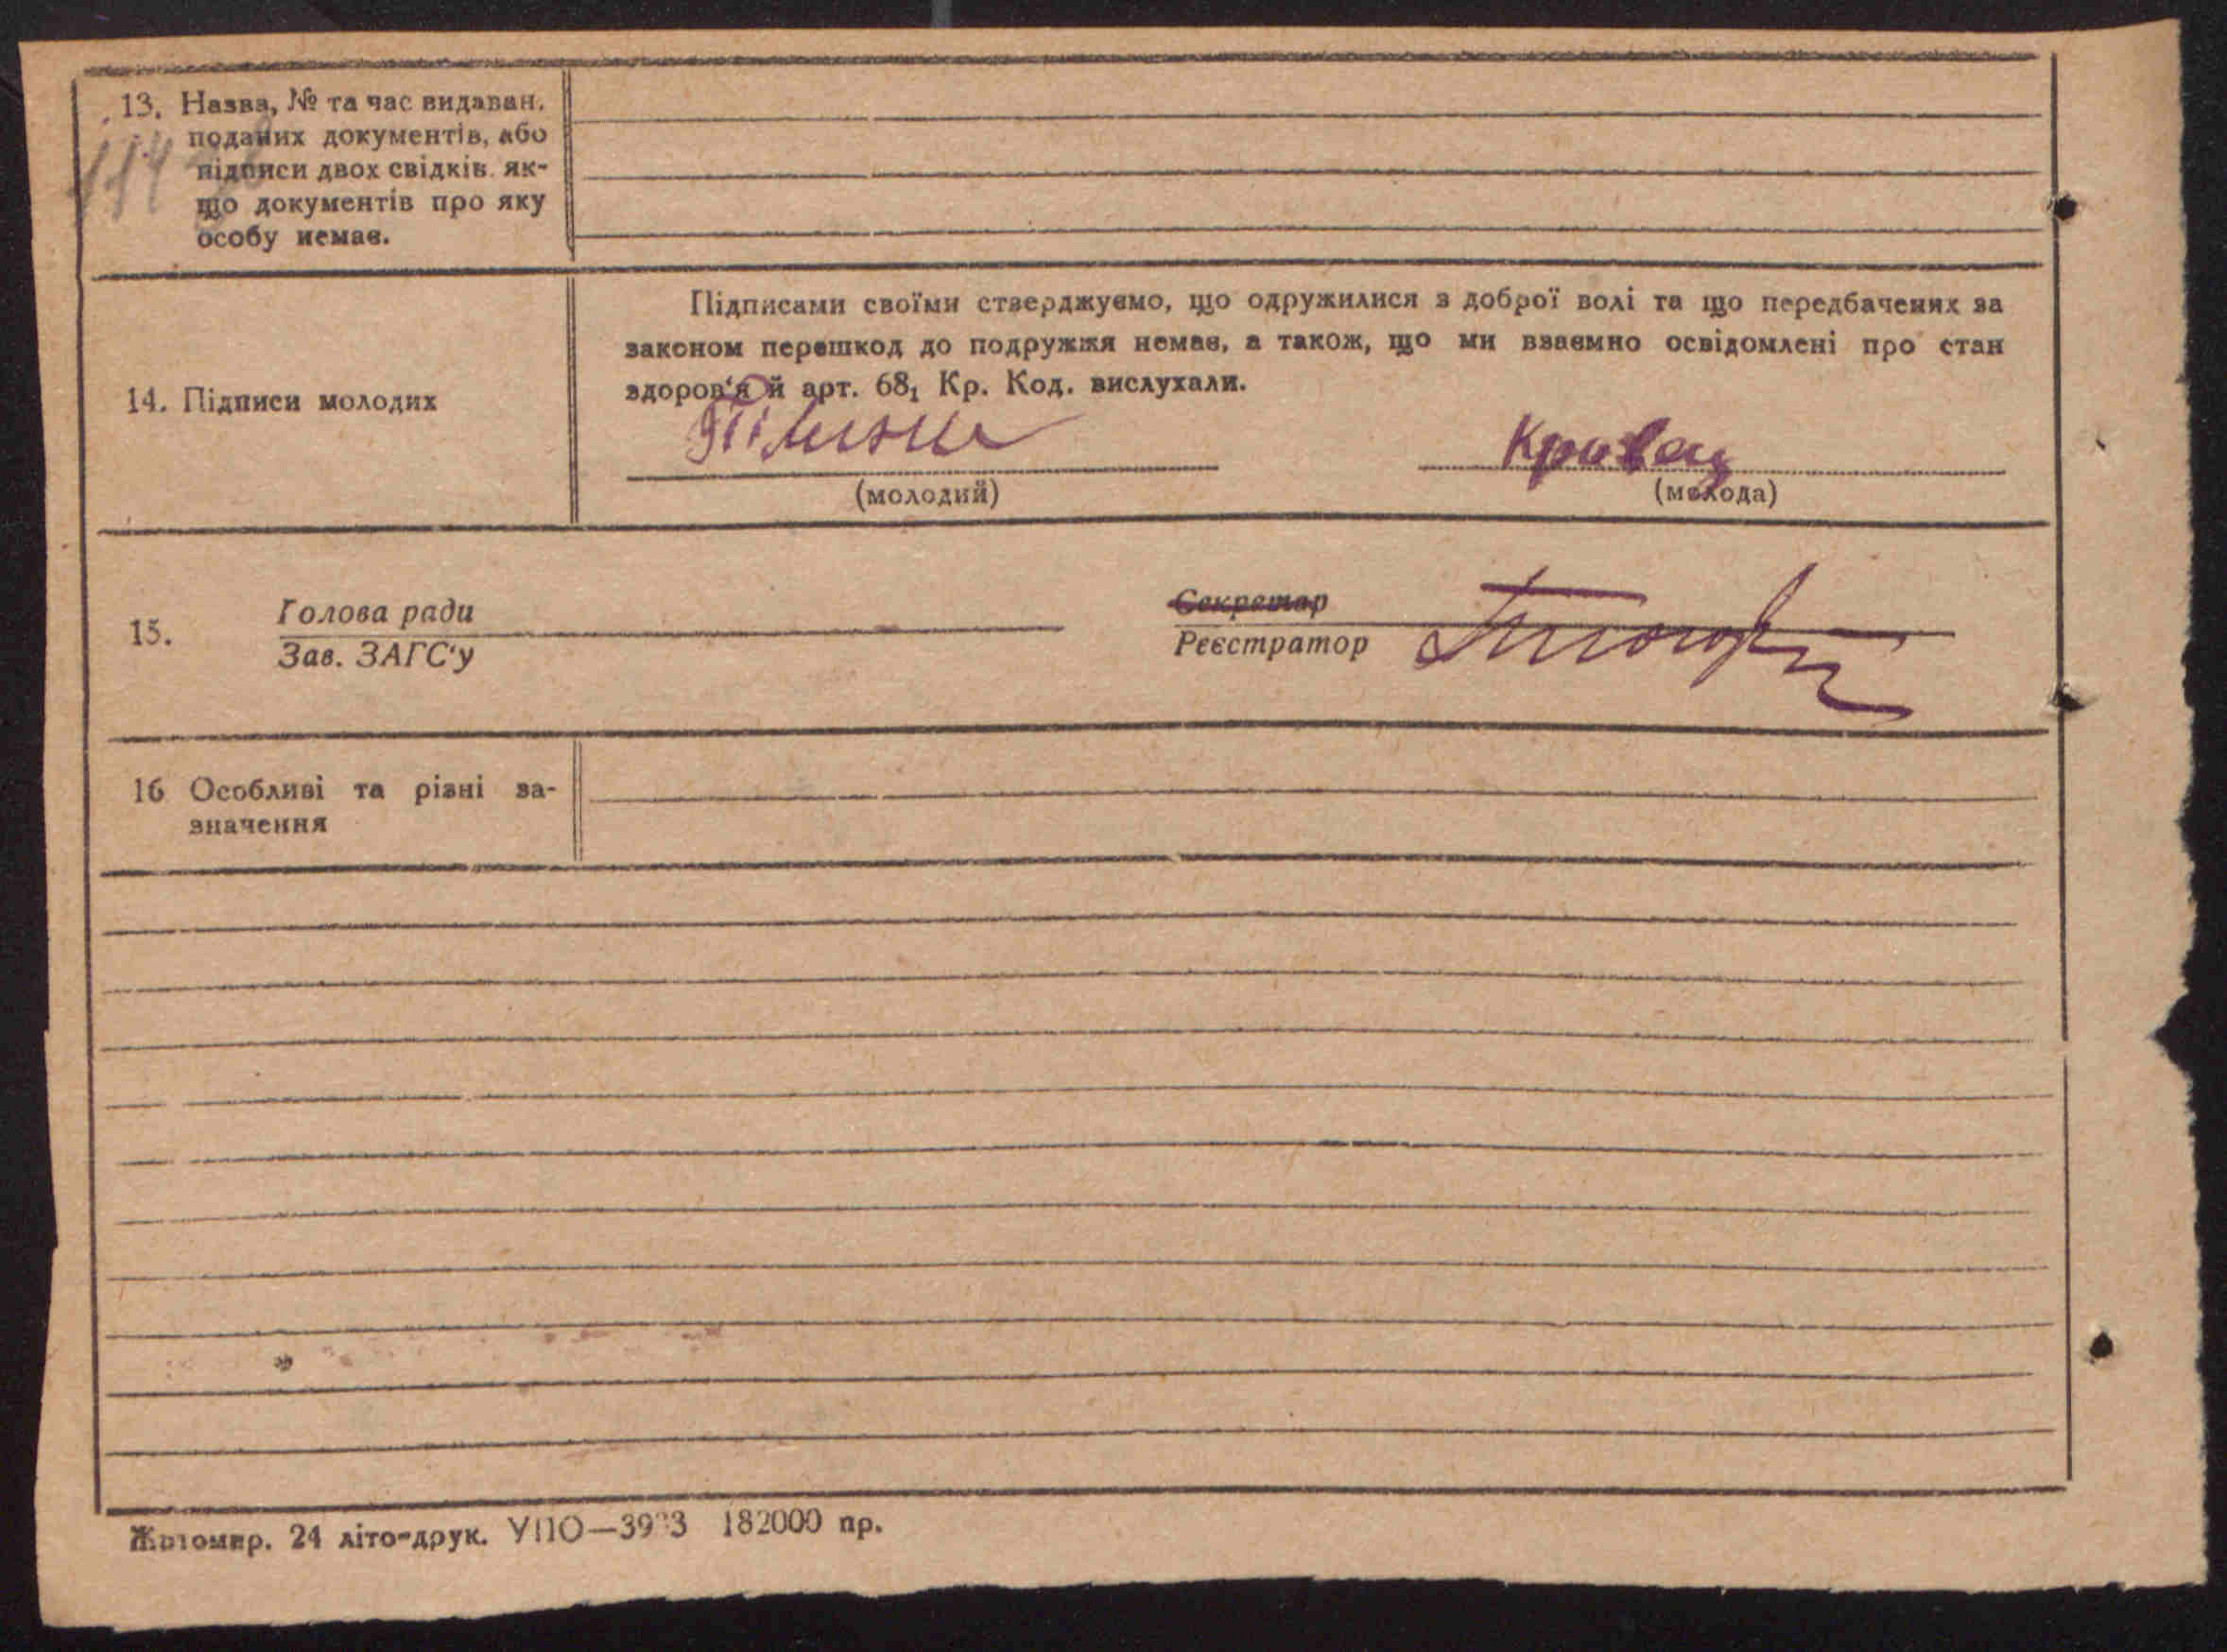 13. Назва, № та час видаван.
поданих документів, або
підписи двох свідків. як-
що документів про яку
особу немає.
Підписами своїми стверджуємо, що одружилися з доброї волі та що передбачених за
законом перешкод до подружжя немає, а також, що ми взаємно освідомлені про стан
здоров'я й арт. 68₁ Кр. Код. вислухали.
14. Підписи молодих
Кравец
(молодий) (молода)
15. Голова ради
Зав. ЗАГС'у
Секретар
Реєстратор
16 Особливі та різні за-
значення
Житомир. 24 літо-друк. УПО— 182000 пр.